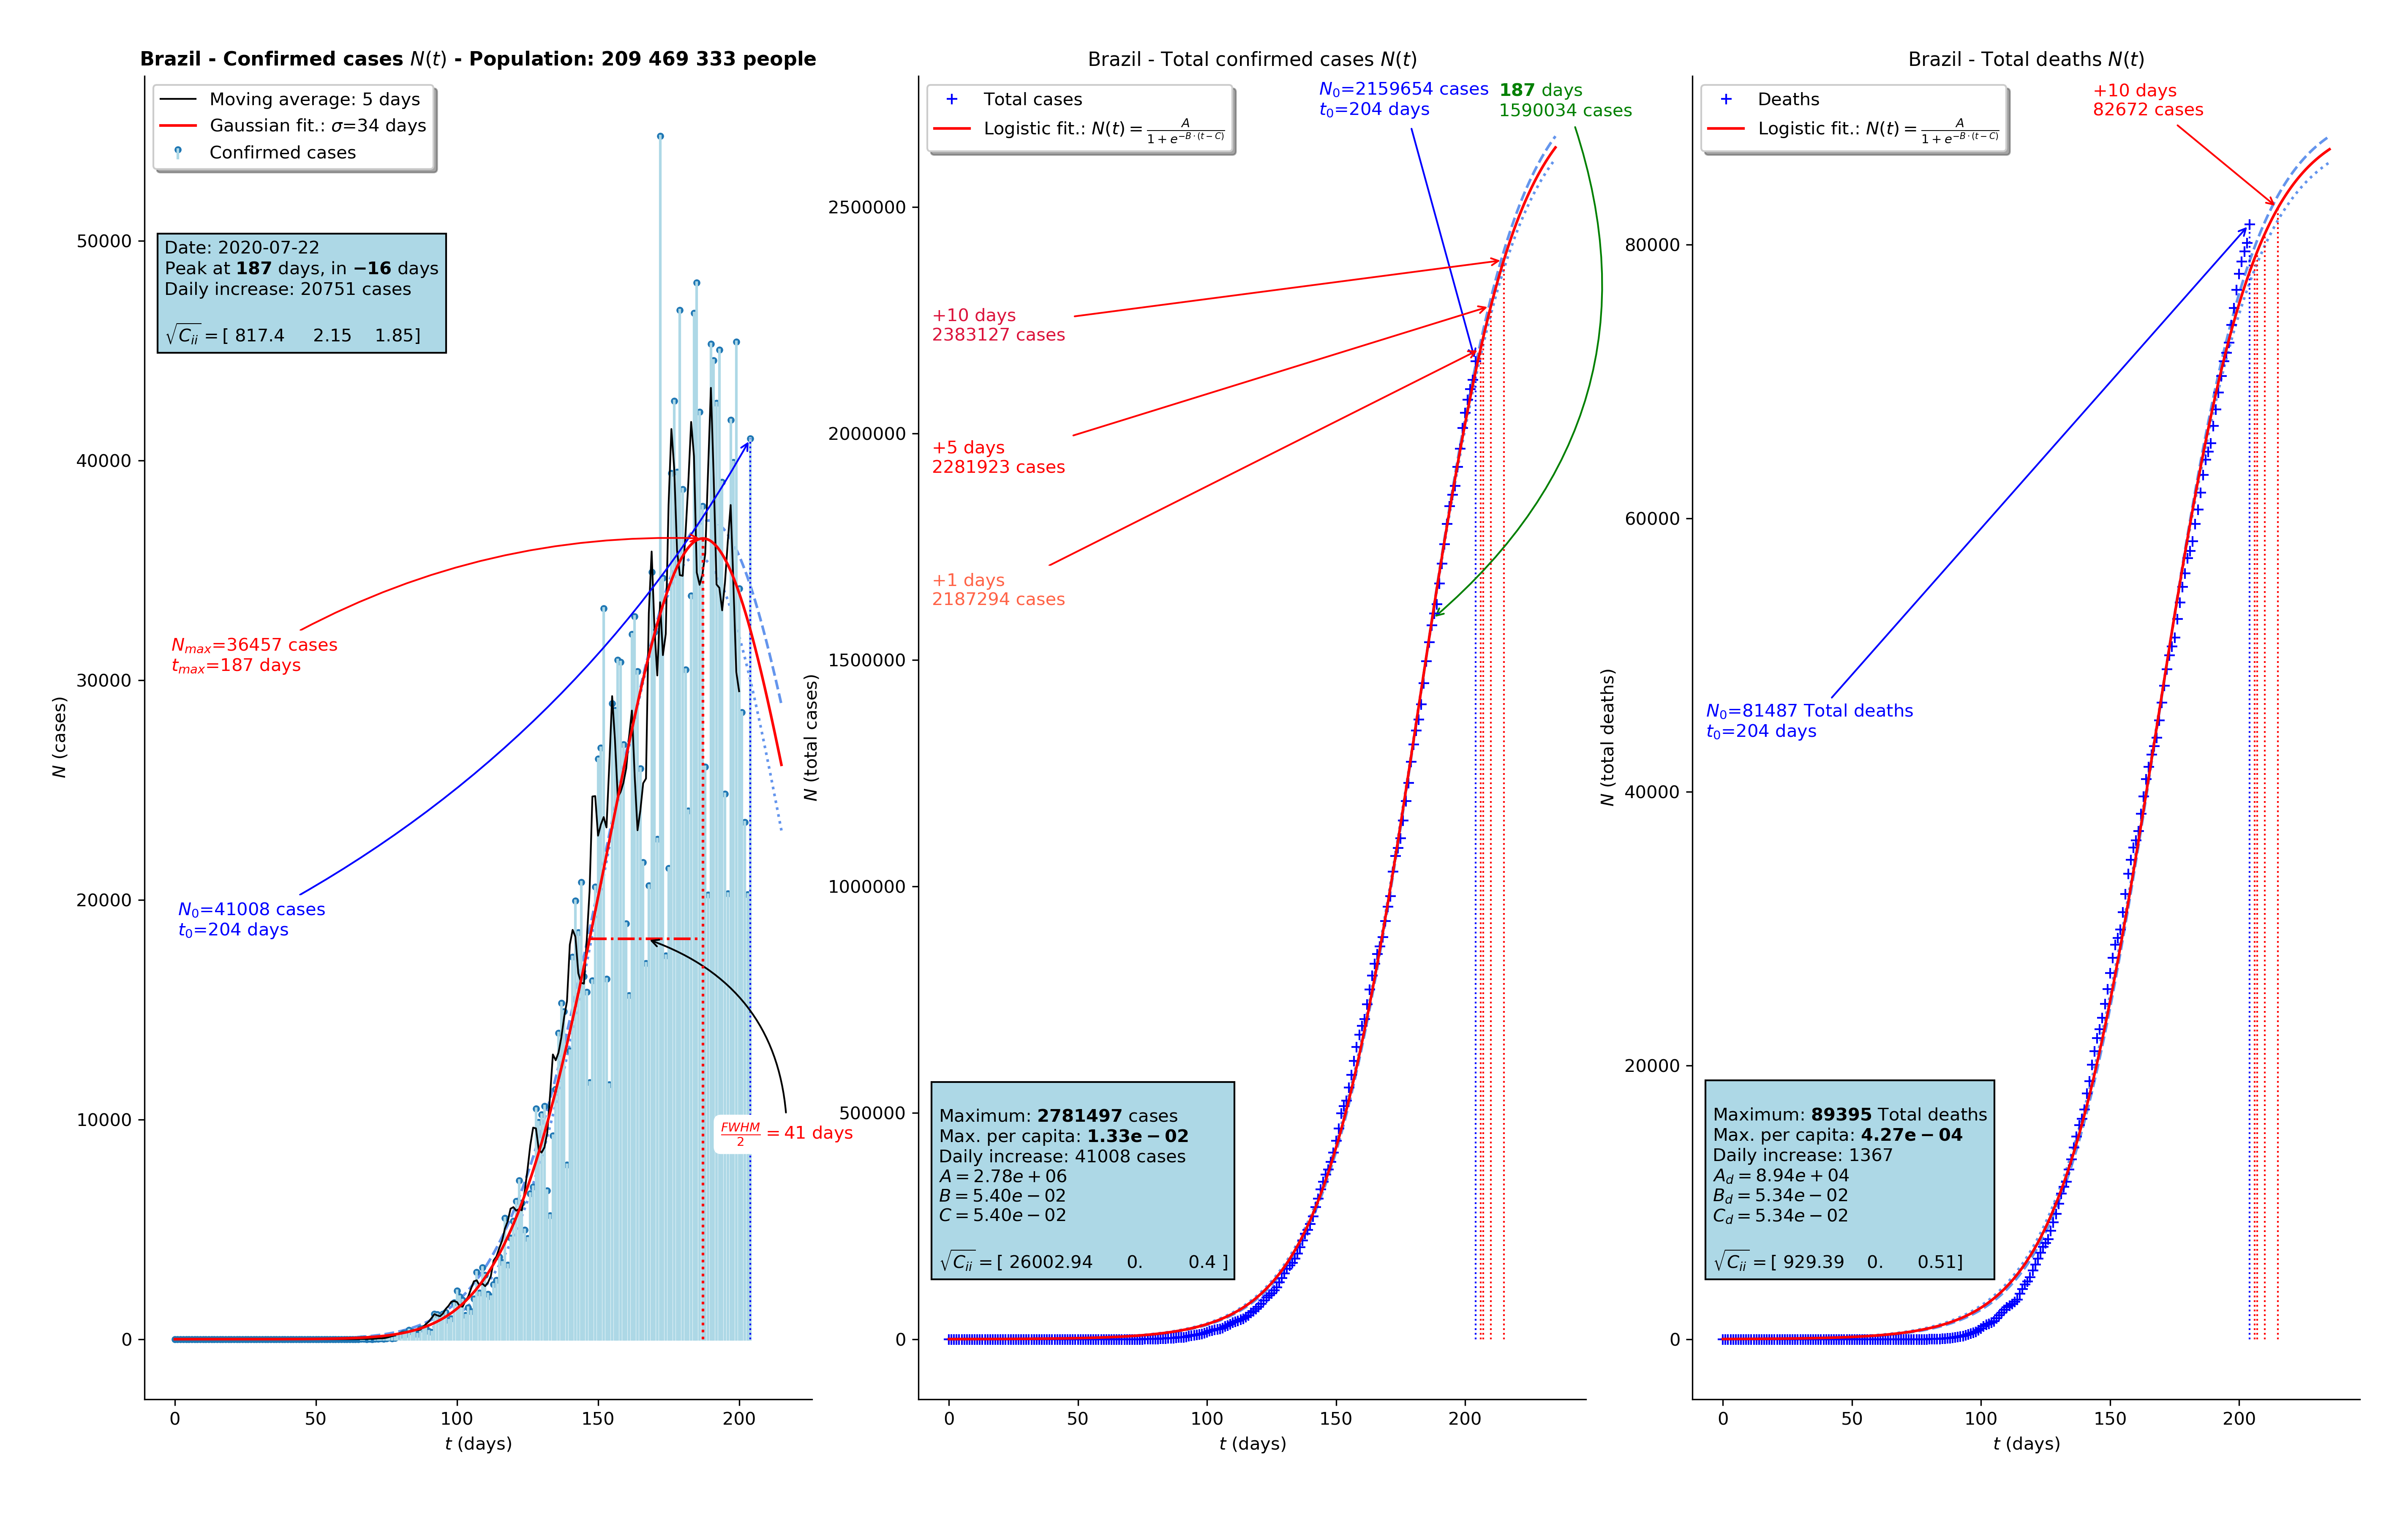 Brazil - Confirmed cases N(t) - Population: 209 469 333 people
Moving average: 5 days
Gaussian fit.: σ=34 days
Confirmed cases
Date: 2020-07-22
Peak at 187 days, in −16 days
Daily increase: 20751 cases
√C_ii = [ 817.4 2.15 1.85]
N_max=36457 cases
t_max=187 days
N_0=41008 cases
t_0=204 days
FWHM/2 = 41 days
50000
40000
30000
20000
10000
0
N (cases)
0 50 100 150 200
t (days)
Brazil - Total confirmed cases N(t)
Total cases
Logistic fit.: N(t) = A/(1 + e^{−B·(t−C)})
N_0=2159654 cases
t_0=204 days
187 days
1590034 cases
+10 days
2383127 cases
+5 days
2281923 cases
+1 days
2187294 cases
Maximum: 2781497 cases
Max. per capita: 1.33e − 02
Daily increase: 41008 cases
A = 2.78e + 06
B = 5.40e − 02
C = 5.40e − 02
√C_ii = [ 26002.94 0. 0.4 ]
2500000
2000000
1500000
1000000
500000
0
N (total cases)
0 50 100 150 200
t (days)
Brazil - Total deaths N(t)
Deaths
Logistic fit.: N(t) = A/(1 + e^{−B·(t−C)})
+10 days
82672 cases
N_0=81487 Total deaths
t_0=204 days
Maximum: 89395 Total deaths
Max. per capita: 4.27e − 04
Daily increase: 1367
A_d = 8.94e + 04
B_d = 5.34e − 02
C_d = 5.34e − 02
√C_ii = [ 929.39 0. 0.51]
80000
60000
40000
20000
0
N (total deaths)
0 50 100 150 200
t (days)